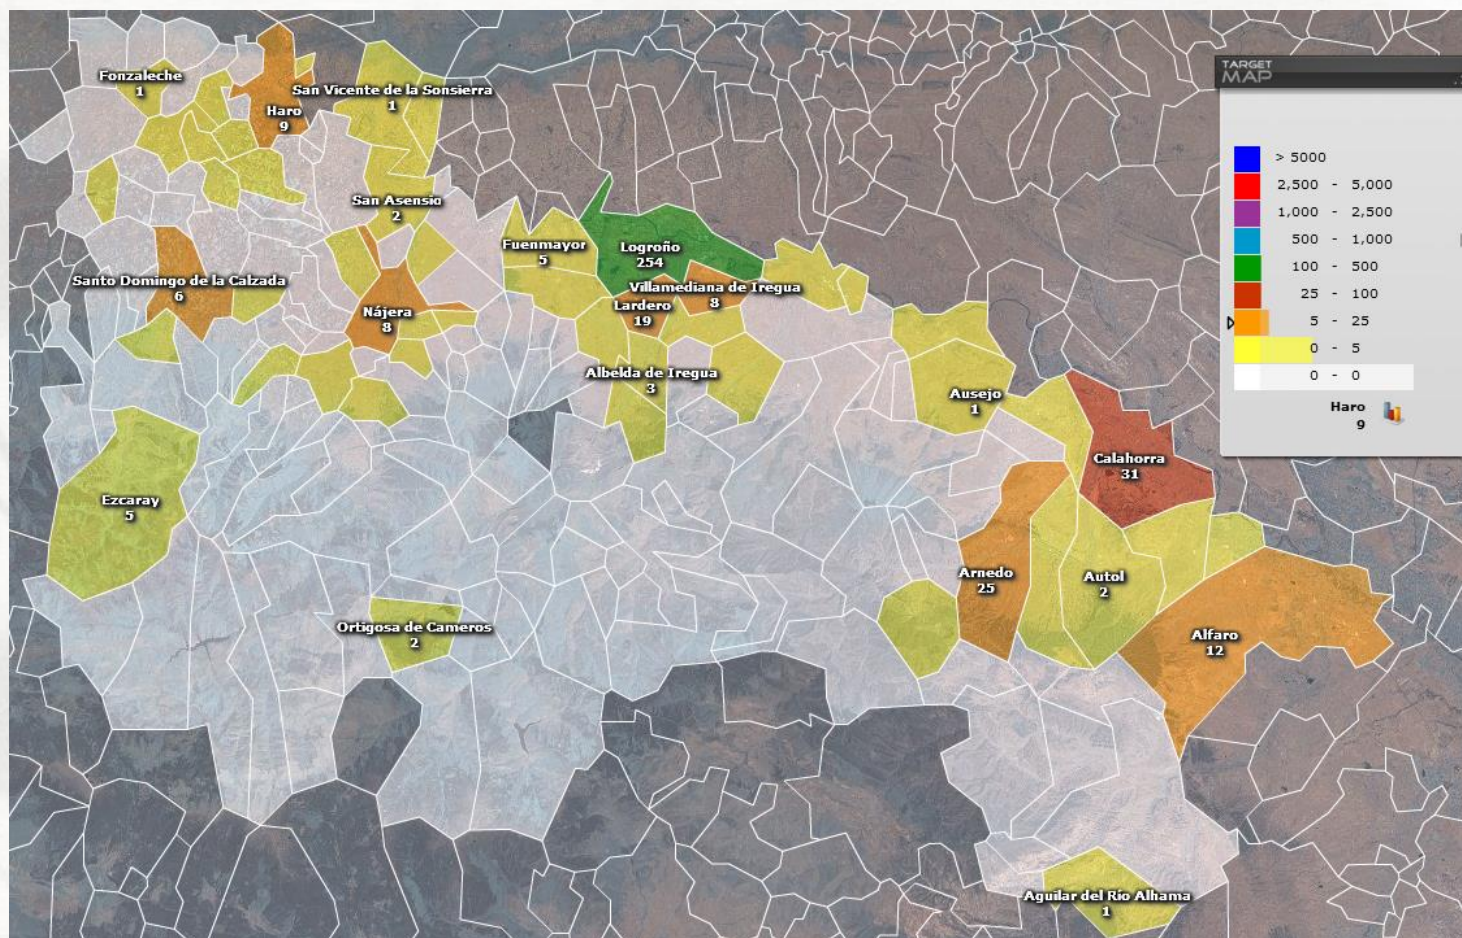 Fonzaleche
1
Haro
9
San Vicente de la Sonsierra
1
San Asensio
2
Fuenmayor
5
Logroño
254
Santo Domingo de la Calzada
6
Nájera
8
Villamediana de Iregua
8
Lardero
19
Albelda de Iregua
3
Ausejo
1
Calahorra
31
Ezcaray
5
Arnedo
25
Autol
2
Ortigosa de Cameros
2
Alfaro
12
Aguilar del Río Alhama
1
TARGET
MAP
> 5000
2,500 - 5,000
1,000 - 2,500
500 - 1,000
100 - 500
25 - 100
5 - 25
0 - 5
0 - 0
Haro
9